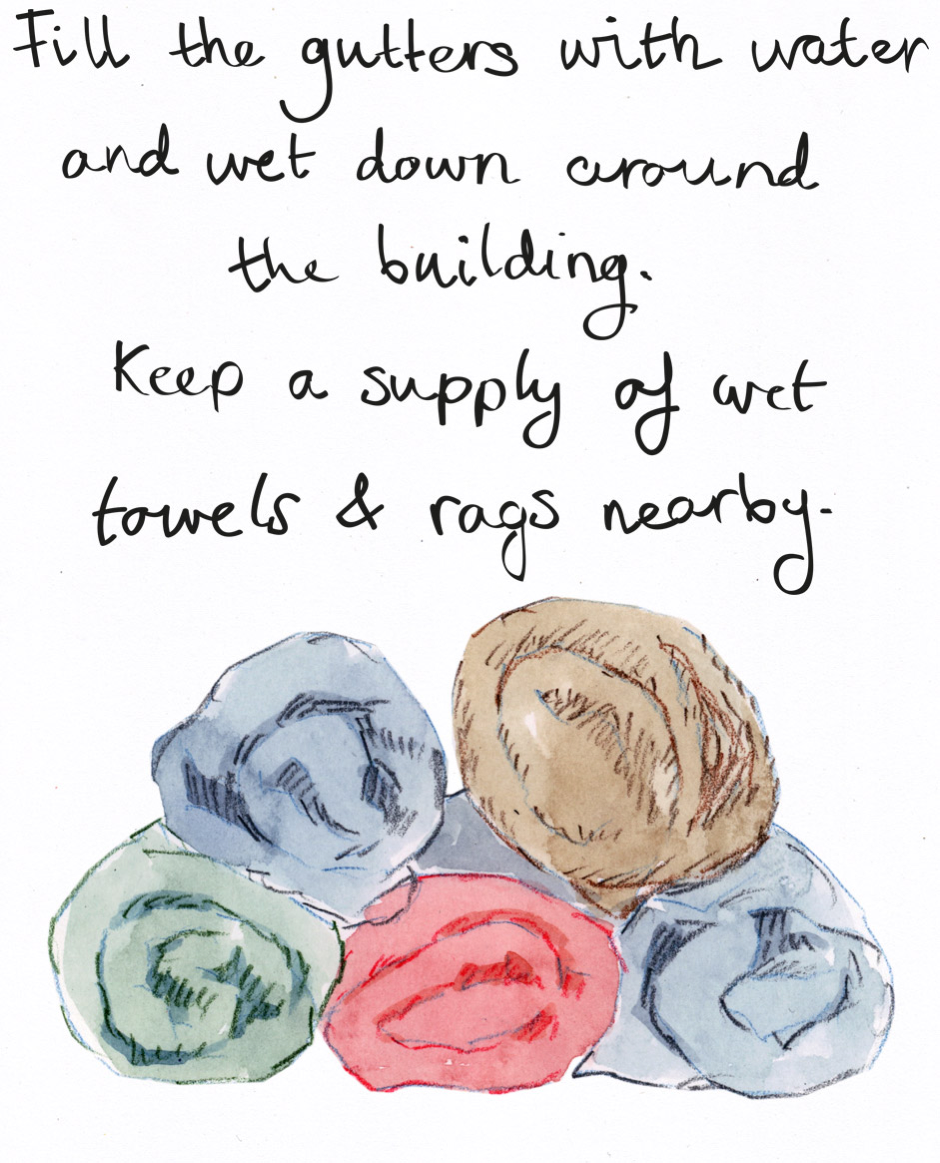 Fill the gutters with water
and wet down around
the building.
Keep a supply of wet
towels & rags nearby.